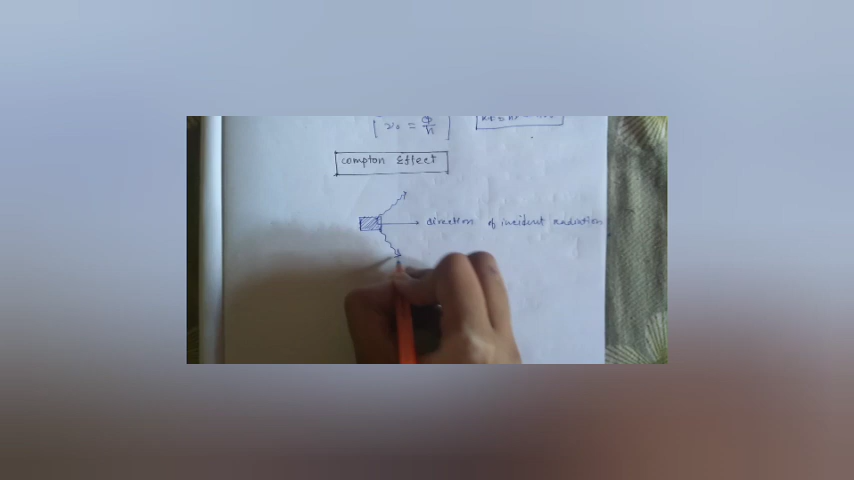 [ν₀ = Φ/h]
Compton Effect
direction of incident radiation